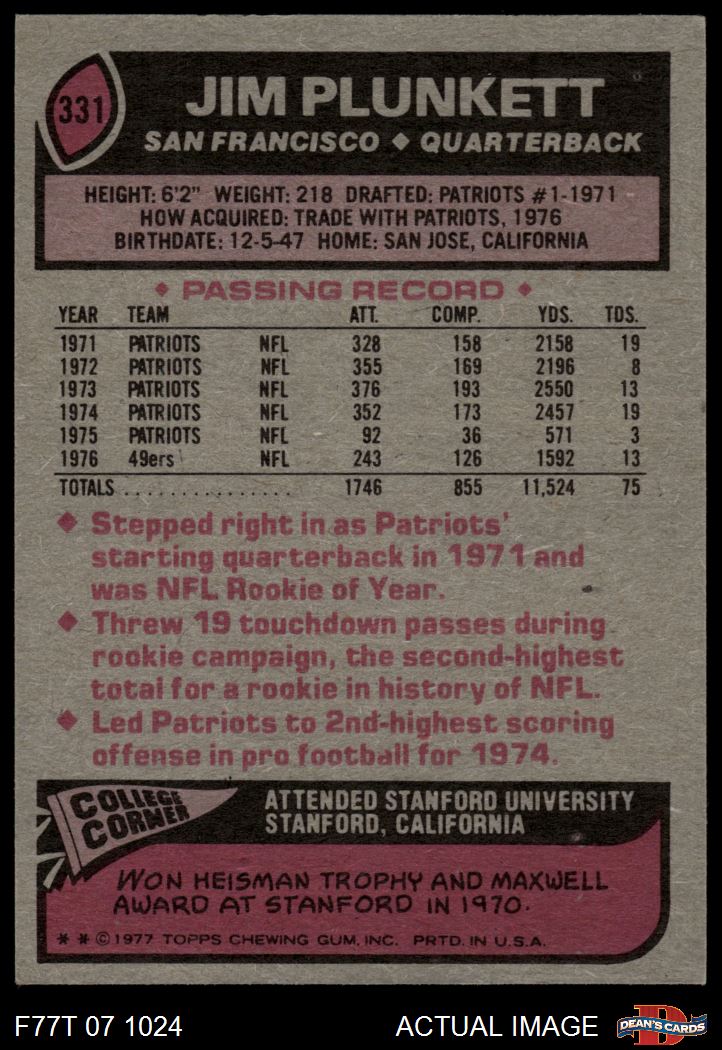 331
JIM PLUNKETT
SAN FRANCISCO ◆ QUARTERBACK
HEIGHT: 6'2" WEIGHT: 218 DRAFTED: PATRIOTS #1-1971
HOW ACQUIRED: TRADE WITH PATRIOTS, 1976
BIRTHDATE: 12-5-47 HOME: SAN JOSE, CALIFORNIA
◆ PASSING RECORD ◆
YEAR TEAM ATT. COMP. YDS. TDS.
1971 PATRIOTS NFL 328 158 2158 19
1972 PATRIOTS NFL 355 169 2196 8
1973 PATRIOTS NFL 376 193 2550 13
1974 PATRIOTS NFL 352 173 2457 19
1975 PATRIOTS NFL 92 36 571 3
1976 49ers NFL 243 126 1592 13
TOTALS . . . . . . . . . . . . . . . 1746 855 11,524 75
◆ Stepped right in as Patriots'
starting quarterback in 1971 and
was NFL Rookie of Year.
◆ Threw 19 touchdown passes during
rookie campaign, the second-highest
total for a rookie in history of NFL.
◆ Led Patriots to 2nd-highest scoring
offense in pro football for 1974.
COLLEGE
CORNER
ATTENDED STANFORD UNIVERSITY
STANFORD, CALIFORNIA
WON HEISMAN TROPHY AND MAXWELL
AWARD AT STANFORD IN 1970.
* * © 1977 TOPPS CHEWING GUM, INC. PRTD. IN U.S.A.
F77T 07 1024
ACTUAL IMAGE
D
DEAN'S CARDS